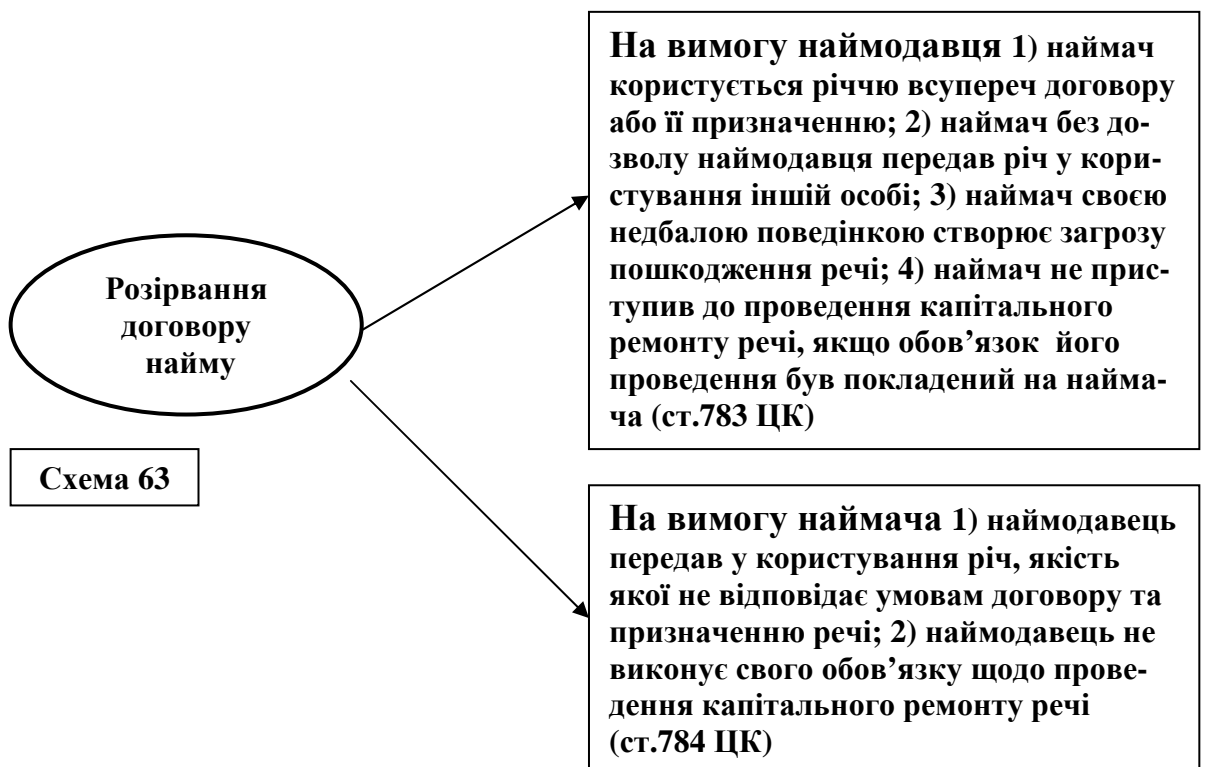 Розірвання
договору
найму
Схема 63
На вимогу наймодавця 1) наймач
користується річчю всупереч договору
або її призначенню; 2) наймач без до-
зволу наймодавця передав річ у кори-
стування іншій особі; 3) наймач своєю
недбалою поведінкою створює загрозу
пошкодження речі; 4) наймач не прис-
тупив до проведення капітального
ремонту речі, якщо обов’язок його
проведення був покладений на найма-
ча (ст.783 ЦК)
На вимогу наймача 1) наймодавець
передав у користування річ, якість
якої не відповідає умовам договору та
призначенню речі; 2) наймодавець не
виконує свого обов’язку щодо прове-
дення капітального ремонту речі
(ст.784 ЦК)